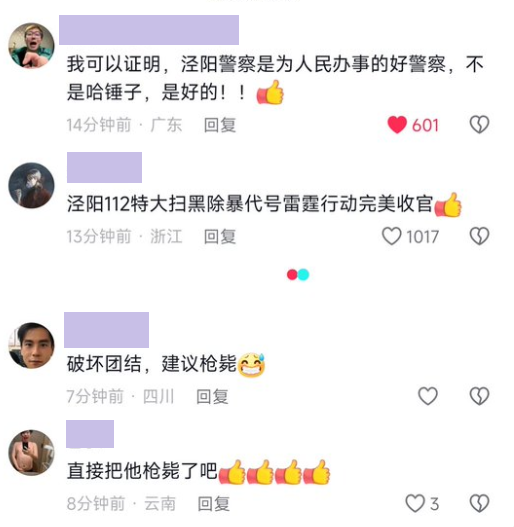 我可以证明，泾阳警察是为人民办事的好警察，不
是哈锤子，是好的！！
14分钟前 · 广东 回复 601
泾阳112特大扫黑除暴代号雷霆行动完美收官
13分钟前 · 浙江 回复 1017
破坏团结，建议枪毙
7分钟前 · 四川 回复
直接把他枪毙了吧
8分钟前 · 云南 回复 3